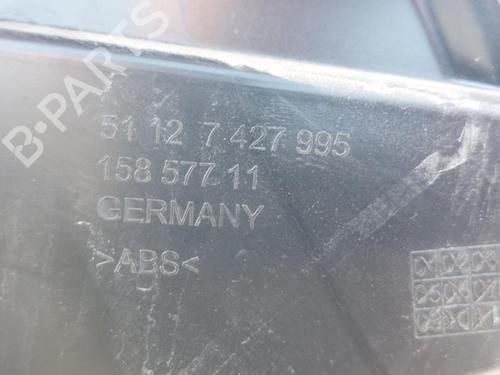 B-PARTS
51 12 7 427 995
158 577 11
GERMANY
>ABS<